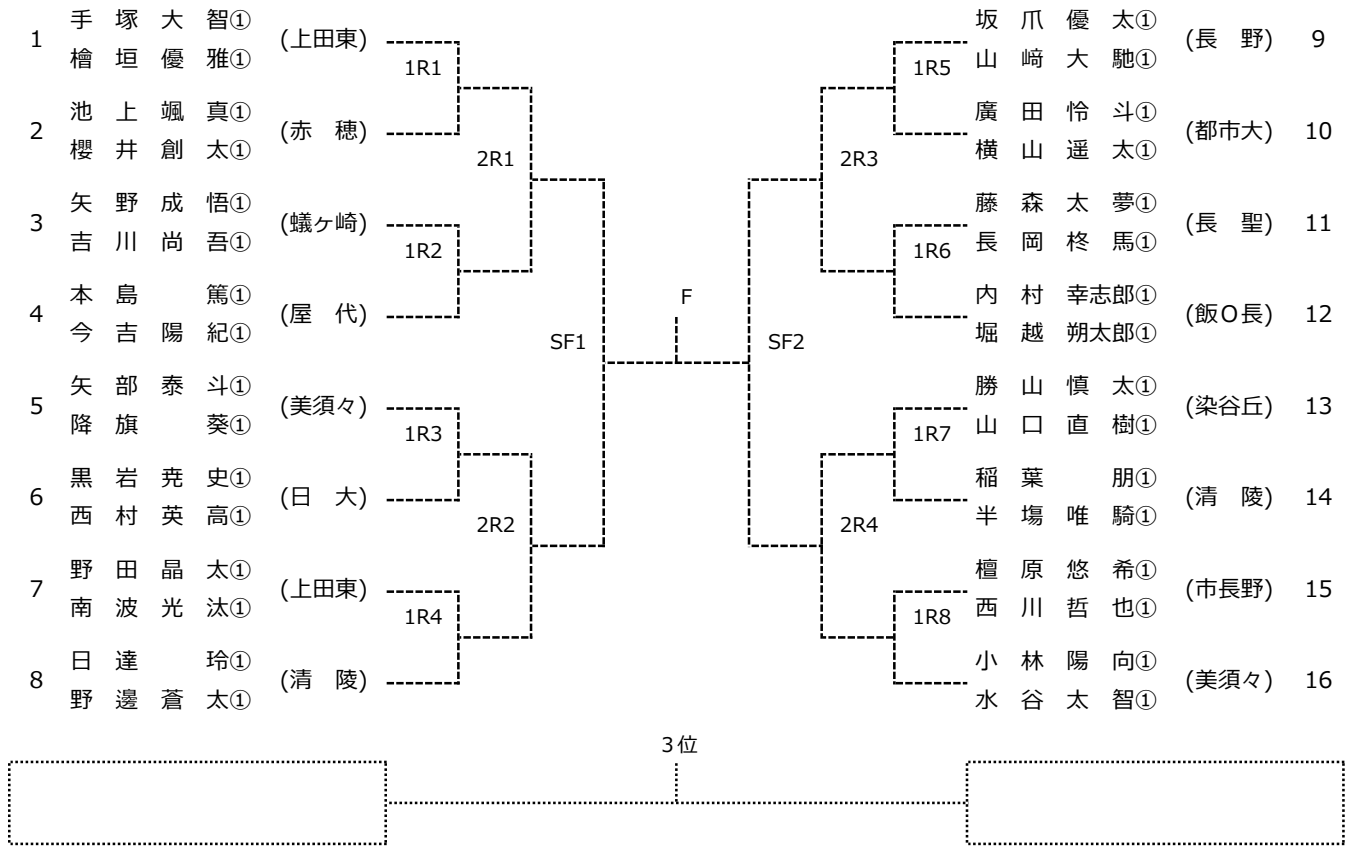 1 手 塚 大 智① (上田東)
檜 垣 優 雅①
1R1
2 池 上 颯 真① (赤 穂)
櫻 井 創 太①
2R1
3 矢 野 成 悟① (蟻ヶ崎)
吉 川 尚 吾①
1R2
4 本 島 篤① (屋 代)
今 吉 陽 紀①
SF1
5 矢 部 泰 斗① (美須々)
降 旗 葵①
1R3
6 黒 岩 尭 史① (日 大)
西 村 英 高①
2R2
7 野 田 晶 太① (上田東)
南 波 光 汰①
1R4
8 日 達 玲① (清 陵)
野 邊 蒼 太①
F
坂 爪 優 太① (長 野) 9
山 﨑 大 馳①
1R5
廣 田 怜 斗① (都市大) 10
横 山 遥 太①
2R3
藤 森 太 夢① (長 聖) 11
長 岡 柊 馬①
1R6
内 村 幸志郎① (飯O長) 12
堀 越 朔太郎①
SF2
勝 山 慎 太① (染谷丘) 13
山 口 直 樹①
1R7
稲 葉 朋① (清 陵) 14
半 場 唯 騎①
2R4
檀 原 悠 希① (市長野) 15
西 川 哲 也①
1R8
小 林 陽 向① (美須々) 16
水 谷 太 智①
3位